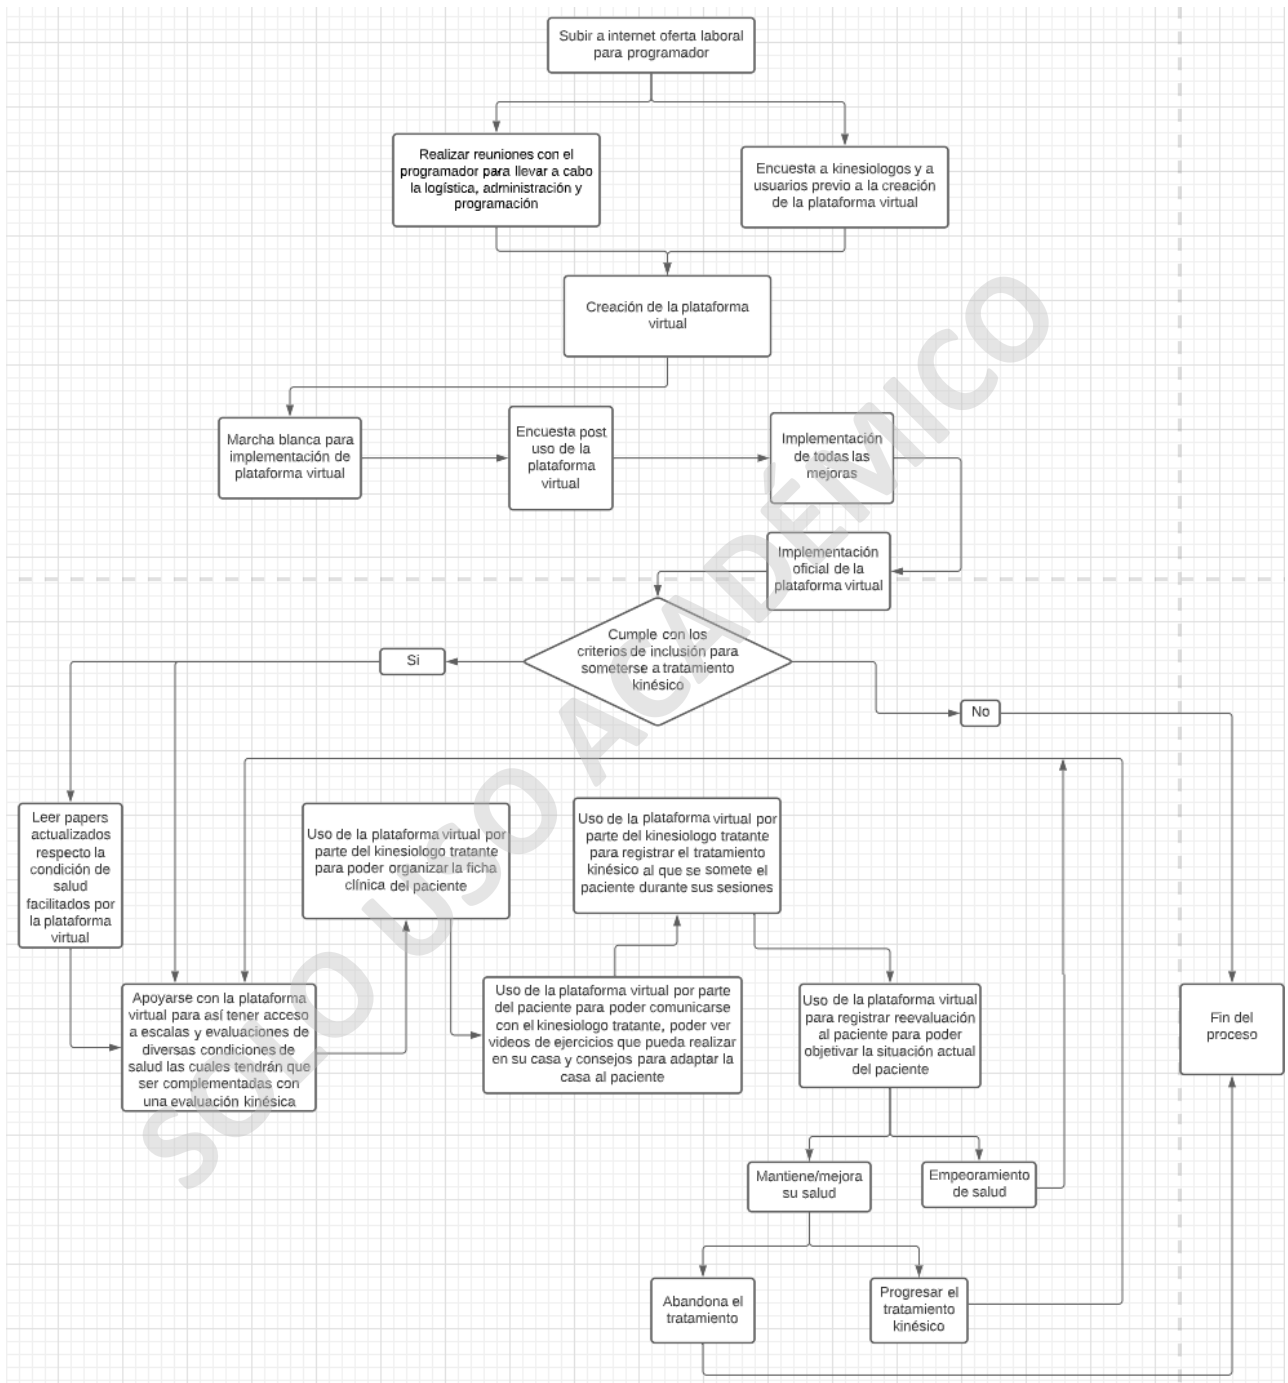 Subir a internet oferta laboral
para programador
Realizar reuniones con el
programador para llevar a cabo
la logística, administración y
programación
Encuesta a kinesiologos y a
usuarios previo a la creación
de la plataforma virtual
Creación de la plataforma
virtual
Marcha blanca para
implementación de
plataforma virtual
Encuesta post
uso de la
plataforma
virtual
Implementación
de todas las
mejoras
Implementación
oficial de la
plataforma virtual
Cumple con los
criterios de inclusión para
someterse a tratamiento
kinésico
Si
No
Leer papers
actualizados
respecto la
condición de
salud
facilitados por
la plataforma
virtual
Uso de la plataforma virtual por
parte del kinesiologo tratante
para poder organizar la ficha
clínica del paciente
Uso de la plataforma virtual por
parte del kinesiologo tratante
para registrar el tratamiento
kinésico al que se somete el
paciente durante sus sesiones
Apoyarse con la plataforma
virtual para así tener acceso
a escalas y evaluaciones de
diversas condiciones de
salud las cuales tendrán que
ser complementadas con
una evaluación kinésica
Uso de la plataforma virtual por parte
del paciente para poder comunicarse
con el kinesiologo tratante, poder ver
videos de ejercicios que pueda realizar
en su casa y consejos para adaptar la
casa al paciente
Uso de la plataforma virtual
para registrar reevaluación
al paciente para poder
objetivar la situación actual
del paciente
Fin del
proceso
Mantiene/mejora
su salud
Empeoramiento
de salud
Abandona el
tratamiento
Progresar el
tratamiento
kinésico
SOLO USO ACADÉMICO